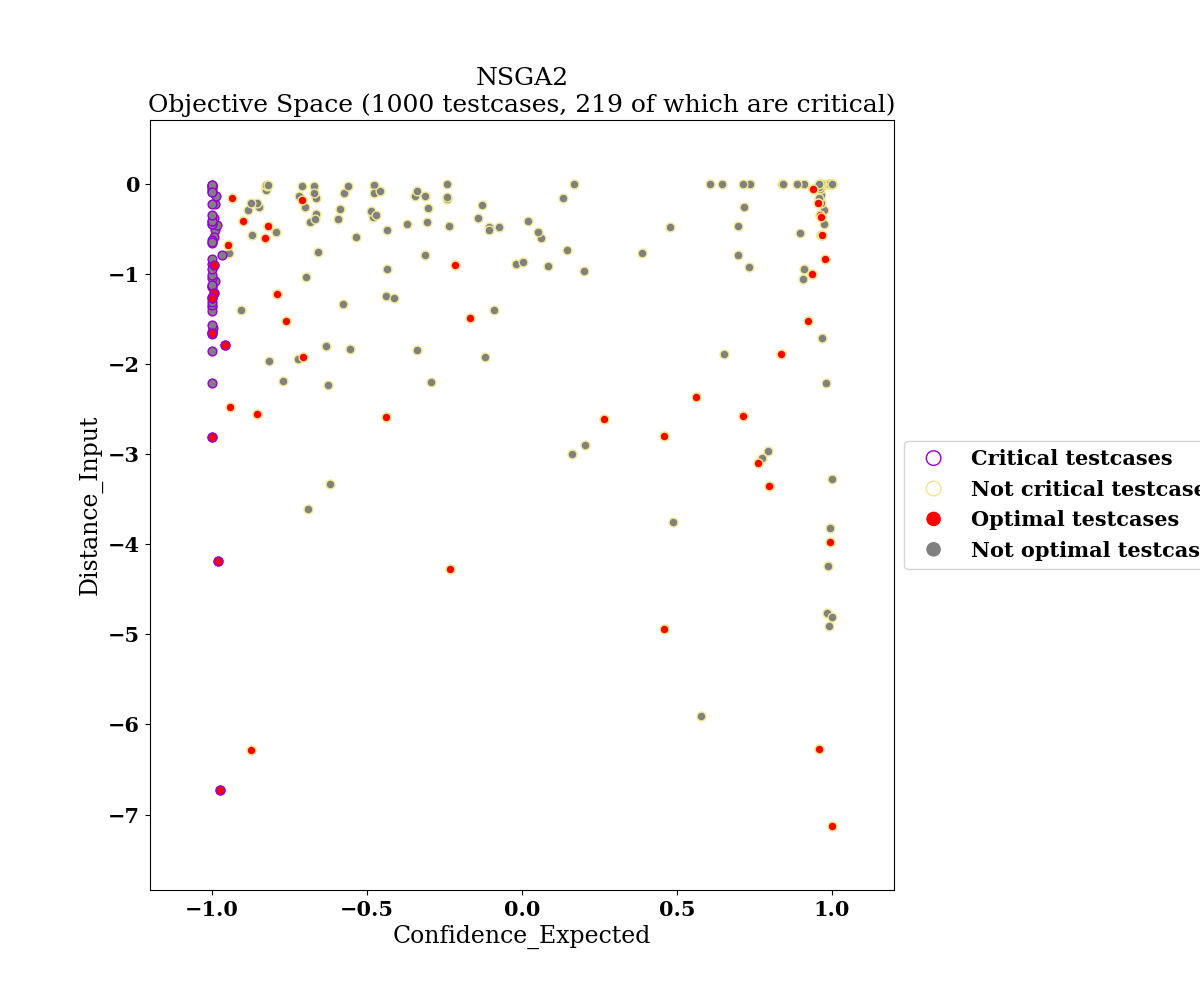 NSGA2
Objective Space (1000 testcases, 219 of which are critical)
0
−1
−2
−3
−4
−5
−6
−7
Distance_Input
−1.0
−0.5
0.0
0.5
1.0
Confidence_Expected
Critical testcases
Not critical testcase
Optimal testcases
Not optimal testcas